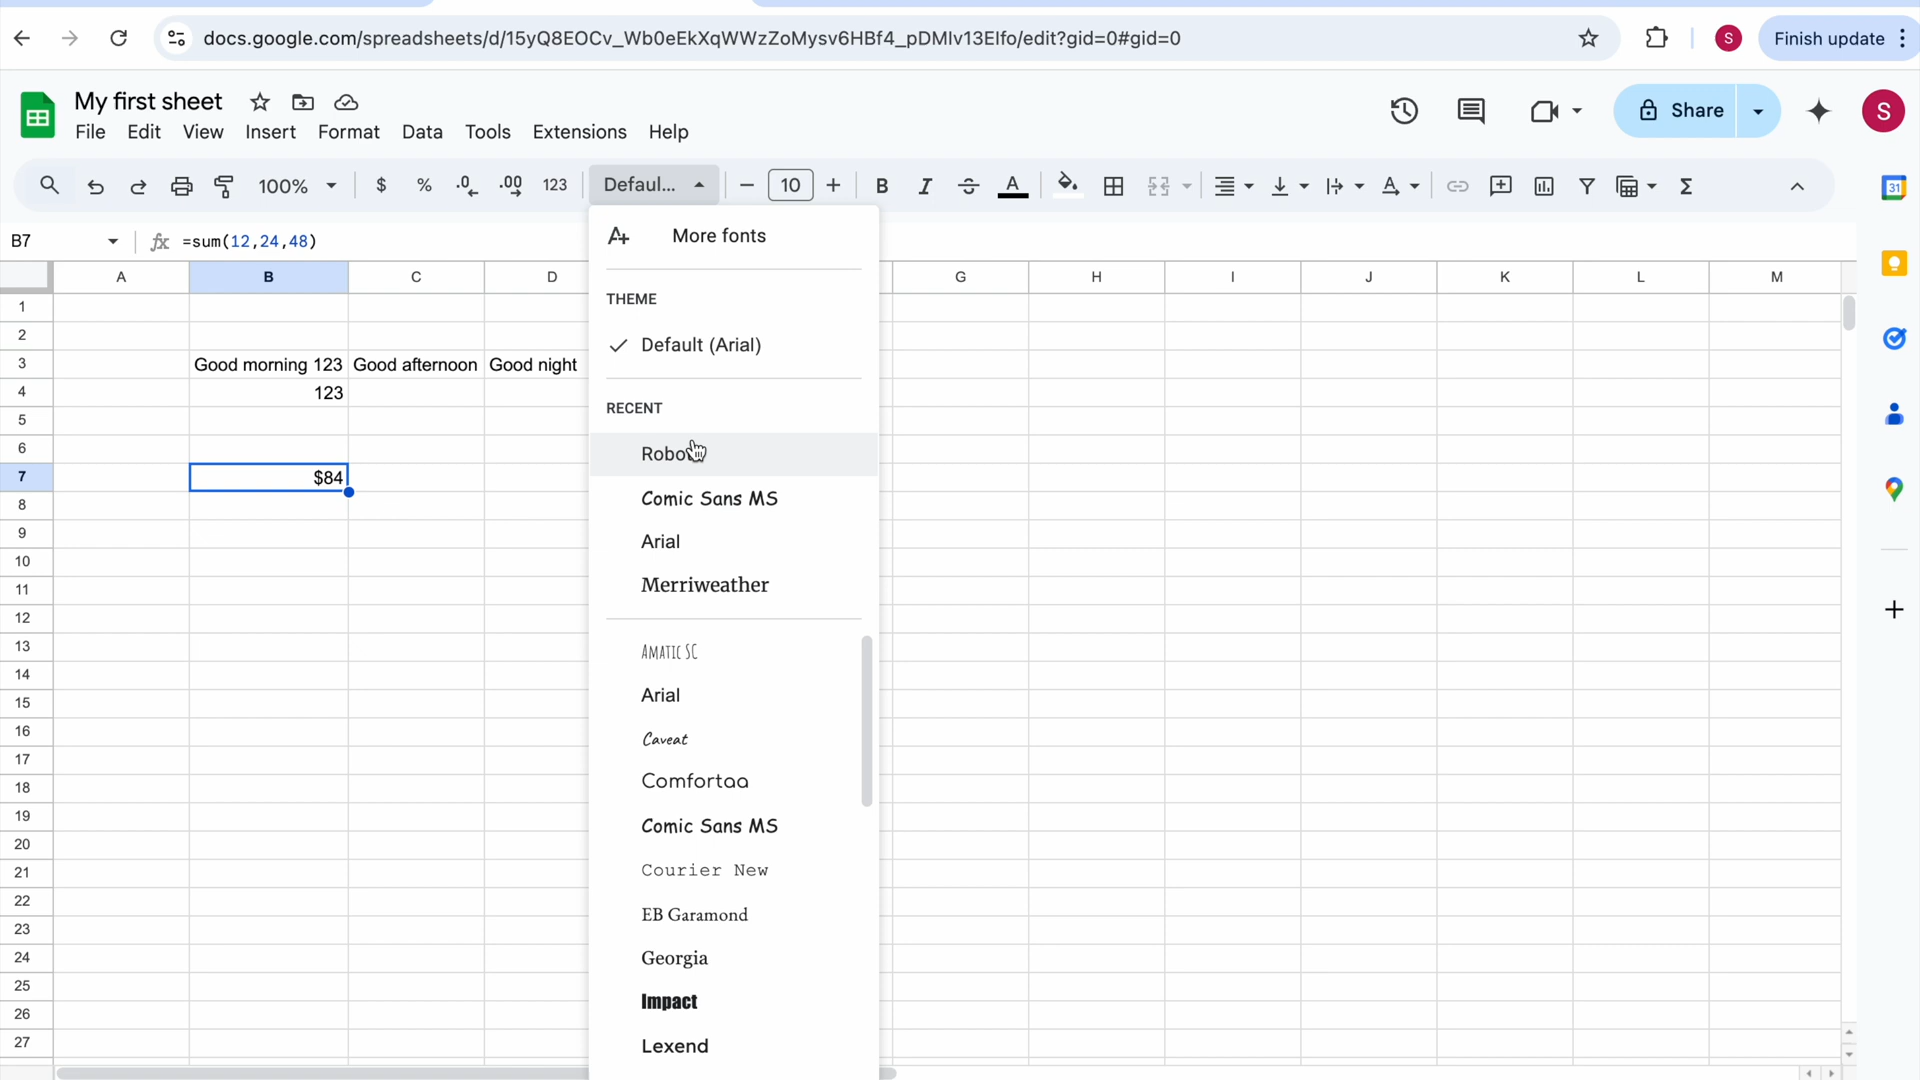 docs.google.com/spreadsheets/d/15yQ8EOCv_Wb0eEkXqWWzZoMysv6HBf4_pDMlv13EIfo/edit?gid=0#gid=0
S
Finish update
My first sheet
File Edit View Insert Format Data Tools Extensions Help
Share
S
100% $ % .0 .00 123 Defaul... 10 B I A A Σ
31
B7 fx =sum(12,24,48)
A B C D G H I J K L M
1
2
3 Good morning 123 Good afternoon Good night
4 123
5
6
7 $84
8
9
10
11
12
13
14
15
16
17
18
19
20
21
22
23
24
25
26
27
More fonts
THEME
Default (Arial)
RECENT
Comic Sans MS
Arial
Merriweather
Amatic SC
Arial
Caveat
Comfortaa
Comic Sans MS
Courier New
EB Garamond
Georgia
Impact
Lexend